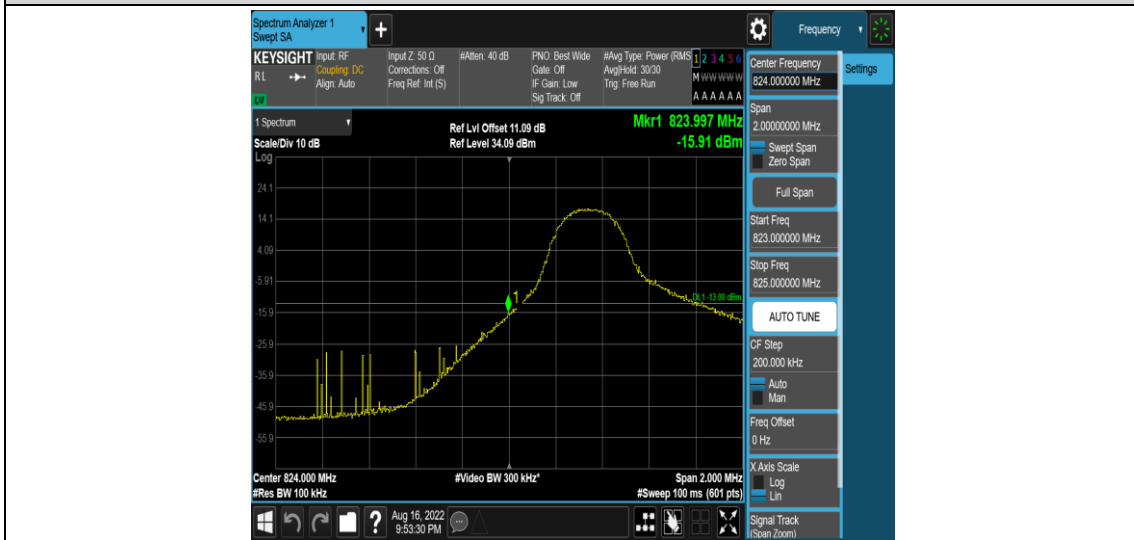 Spectrum Analyzer 1
Swept SA
+
Frequency
KEYSIGHT
RL
LXI
Input: RF
Coupling: DC
Align: Auto
Input Z: 50 Ω
Corrections: Off
Freq Ref: Int (S)
#Atten: 40 dB
PNO: Best Wide
Gate: Off
IF Gain: Low
Sig Track: Off
#Avg Type: Power (RMS
Avg|Hold: 30/30
Trig: Free Run
1 2 3 4 5 6
M W W W W W
A A A A A A
1 Spectrum
Scale/Div 10 dB
Log
Ref Lvl Offset 11.09 dB
Ref Level 34.09 dBm
Mkr1 823.997 MHz
-15.91 dBm
24.1
14.1
4.09
-5.91
-15.9
-25.9
-35.9
-45.9
-55.9
1
DL1 -13.00 dBm
Center 824.000 MHz
#Res BW 100 kHz
#Video BW 300 kHz*
Span 2.000 MHz
#Sweep 100 ms (601 pts)
Center Frequency
824.000000 MHz
Settings
Span
2.00000000 MHz
Swept Span
Zero Span
Full Span
Start Freq
823.000000 MHz
Stop Freq
825.000000 MHz
AUTO TUNE
CF Step
200.000 kHz
Auto
Man
Freq Offset
0 Hz
X Axis Scale
Log
Lin
Signal Track
(Span Zoom)
?
Aug 16, 2022
9:53:30 PM